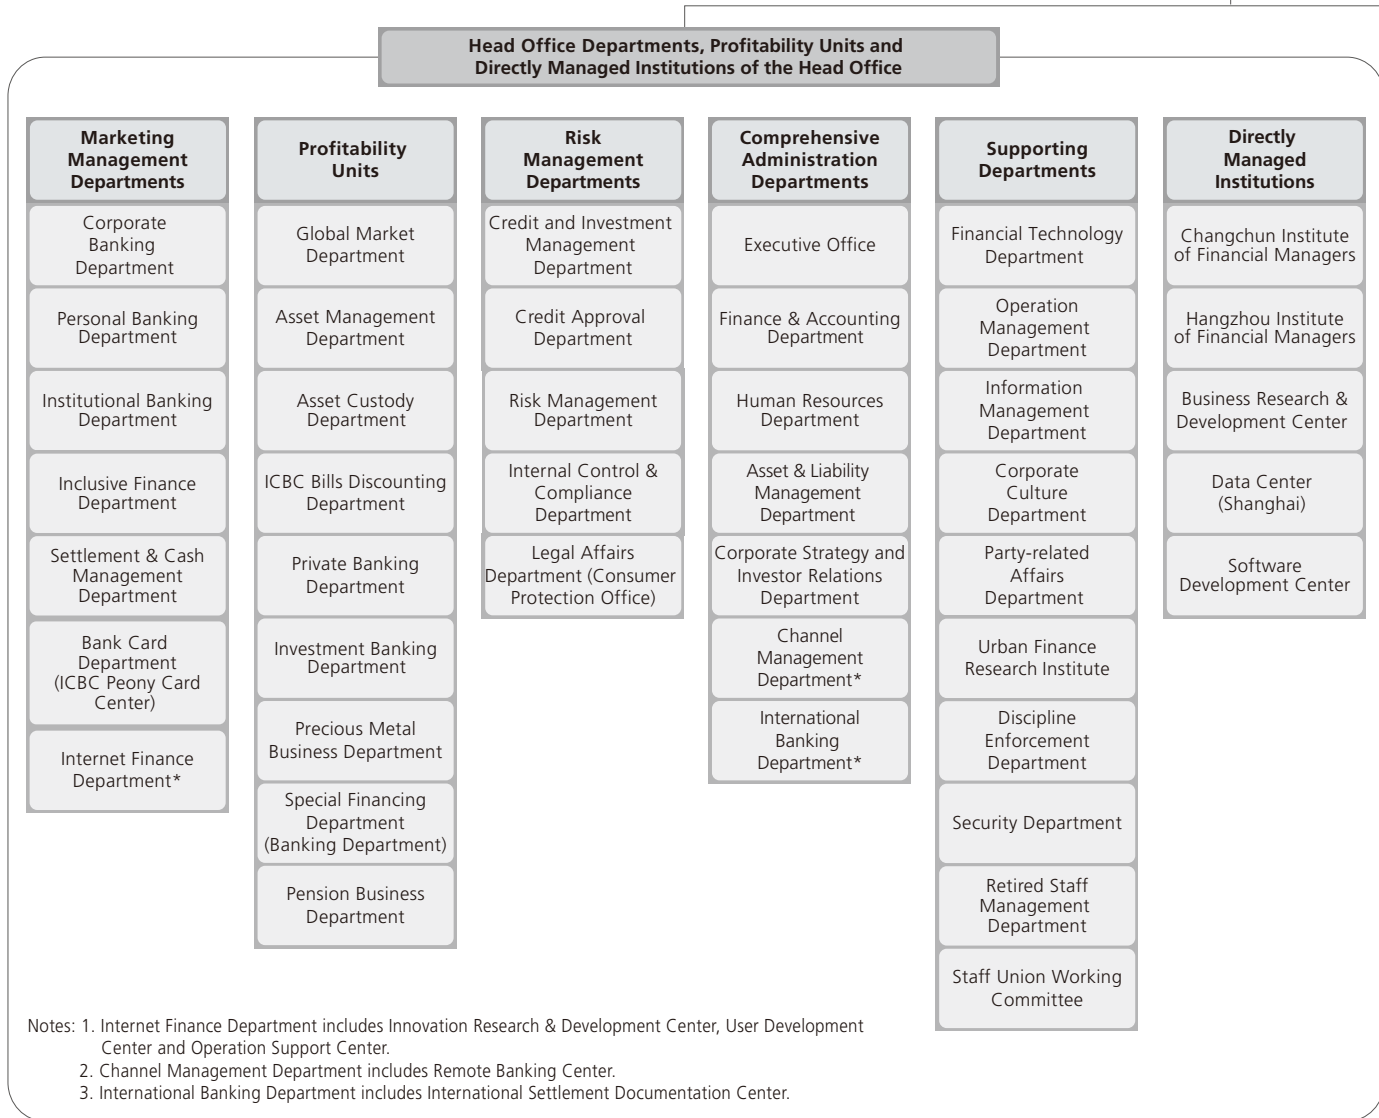 Head Office Departments, Profitability Units and
Directly Managed Institutions of the Head Office
Marketing
Management
Departments
Corporate
Banking
Department
Personal Banking
Department
Institutional Banking
Department
Inclusive Finance
Department
Settlement & Cash
Management
Department
Bank Card
Department
(ICBC Peony Card
Center)
Internet Finance
Department*
Profitability
Units
Global Market
Department
Asset Management
Department
Asset Custody
Department
ICBC Bills Discounting
Department
Private Banking
Department
Investment Banking
Department
Precious Metal
Business Department
Special Financing
Department
(Banking Department)
Pension Business
Department
Risk
Management
Departments
Credit and Investment
Management
Department
Credit Approval
Department
Risk Management
Department
Internal Control &
Compliance
Department
Legal Affairs
Department (Consumer
Protection Office)
Comprehensive
Administration
Departments
Executive Office
Finance & Accounting
Department
Human Resources
Department
Asset & Liability
Management
Department
Corporate Strategy and
Investor Relations
Department
Channel
Management
Department*
International
Banking
Department*
Supporting
Departments
Financial Technology
Department
Operation
Management
Department
Information
Management
Department
Corporate
Culture
Department
Party-related
Affairs
Department
Urban Finance
Research Institute
Discipline
Enforcement
Department
Security Department
Retired Staff
Management
Department
Staff Union Working
Committee
Directly
Managed
Institutions
Changchun Institute
of Financial Managers
Hangzhou Institute
of Financial Managers
Business Research &
Development Center
Data Center
(Shanghai)
Software
Development Center
Notes: 1. Internet Finance Department includes Innovation Research & Development Center, User Development
Center and Operation Support Center.
2. Channel Management Department includes Remote Banking Center.
3. International Banking Department includes International Settlement Documentation Center.